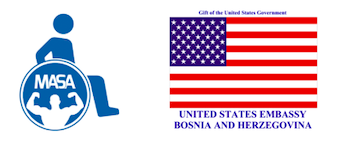 MASA
Gift of the United States Government
UNITED STATES EMBASSY
BOSNIA AND HERZEGOVINA